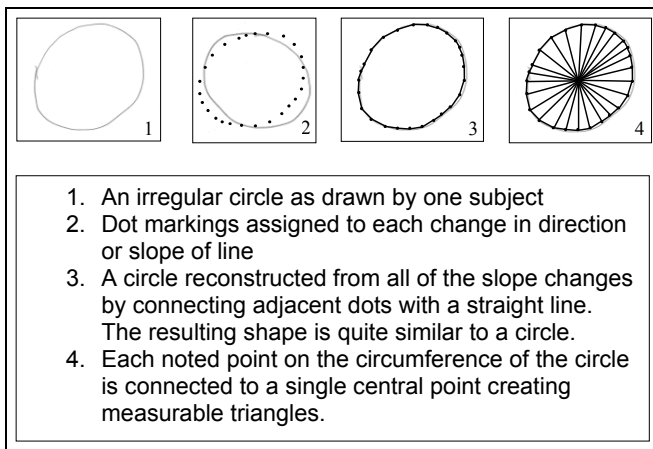 1 2 3 4
1. An irregular circle as drawn by one subject
2. Dot markings assigned to each change in direction
or slope of line
3. A circle reconstructed from all of the slope changes
by connecting adjacent dots with a straight line.
The resulting shape is quite similar to a circle.
4. Each noted point on the circumference of the circle
is connected to a single central point creating
measurable triangles.